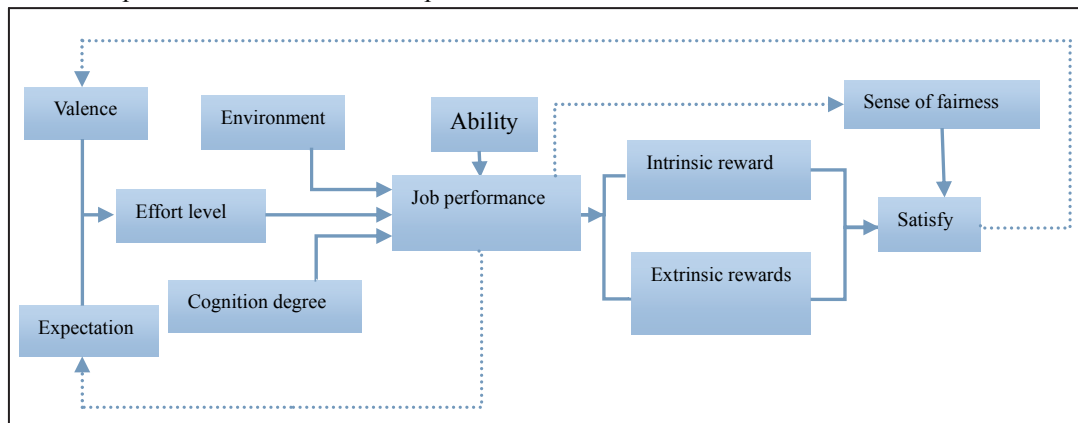 Valence
Environment
Ability
Sense of fairness
Intrinsic reward
Job performance
Effort level
Satisfy
Extrinsic rewards
Cognition degree
Expectation